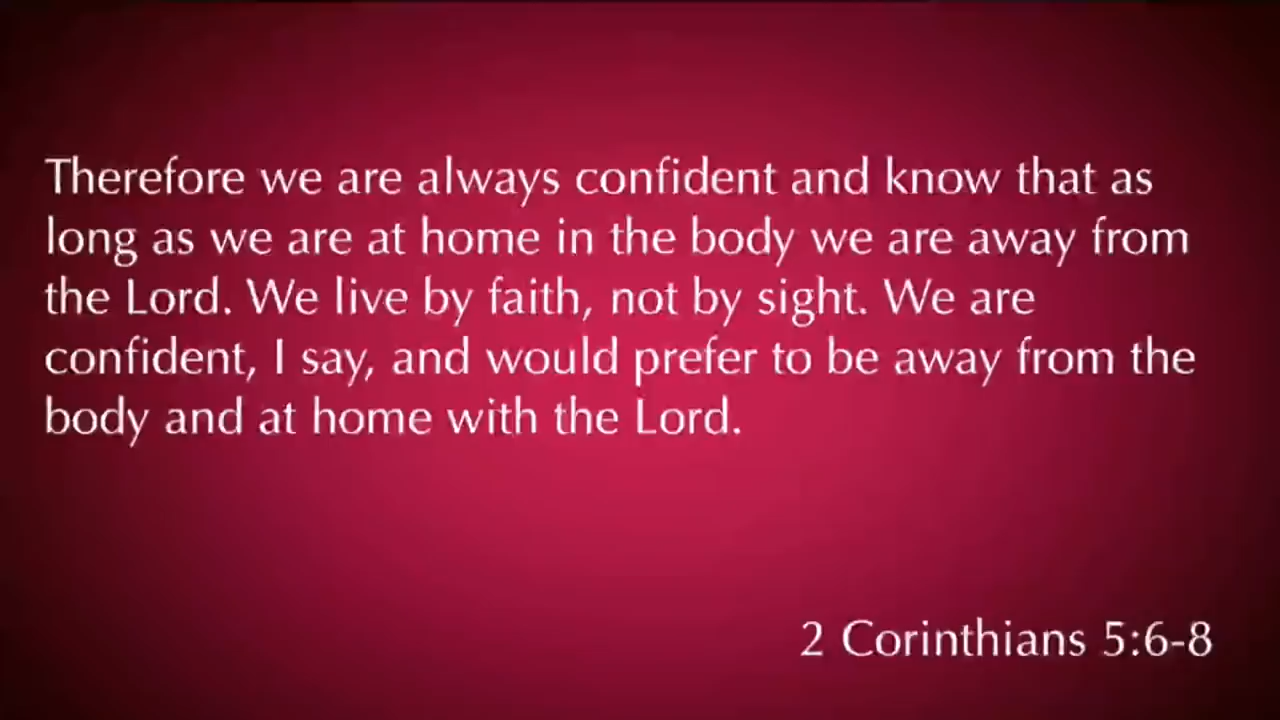 Therefore we are always confident and know that as
long as we are at home in the body we are away from
the Lord. We live by faith, not by sight. We are
confident, I say, and would prefer to be away from the
body and at home with the Lord.
2 Corinthians 5:6-8